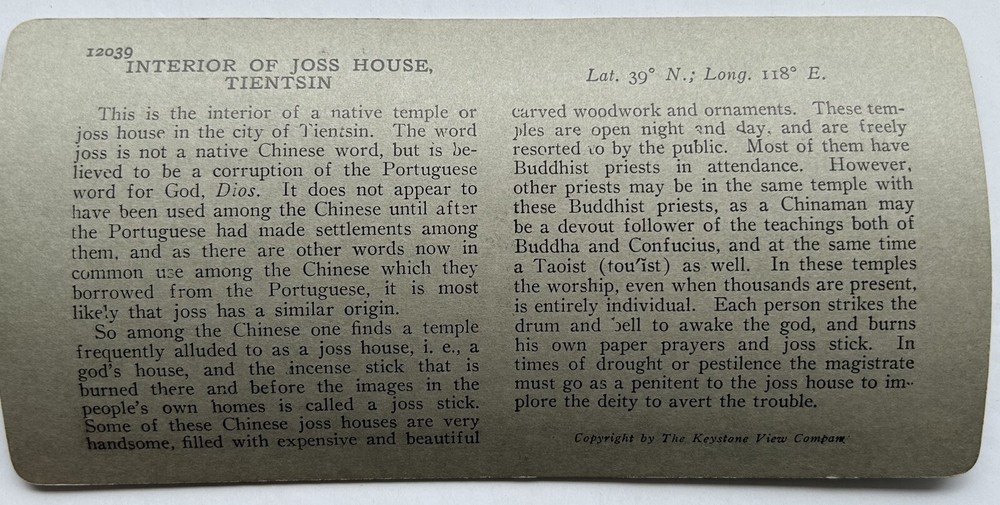 12039
INTERIOR OF JOSS HOUSE,
TIENTSIN
This is the interior of a native temple or
joss house in the city of Tientsin. The word
joss is not a native Chinese word, but is be-
lieved to be a corruption of the Portuguese
word for God, Dios. It does not appear to
have been used among the Chinese until after
the Portuguese had made settlements among
them, and as there are other words now in
common use among the Chinese which they
borrowed from the Portuguese, it is most
likely that joss has a similar origin.
So among the Chinese one finds a temple
frequently alluded to as a joss house, i. e., a
god's house, and the incense stick that is
burned there and before the images in the
people's own homes is called a joss stick.
Some of these Chinese joss houses are very
handsome, filled with expensive and beautiful
Lat. 39° N.; Long. 118° E.
carved woodwork and ornaments. These tem-
ples are open night and day, and are freely
resorted to by the public. Most of them have
Buddhist priests in attendance. However,
other priests may be in the same temple with
these Buddhist priests, as a Chinaman may
be a devout follower of the teachings both of
Buddha and Confucius, and at the same time
a Taoist (tou'ĭst) as well. In these temples
the worship, even when thousands are present,
is entirely individual. Each person strikes the
drum and bell to awake the god, and burns
his own paper prayers and joss stick. In
times of drought or pestilence the magistrate
must go as a penitent to the joss house to im-
plore the deity to avert the trouble.
Copyright by The Keystone View Company